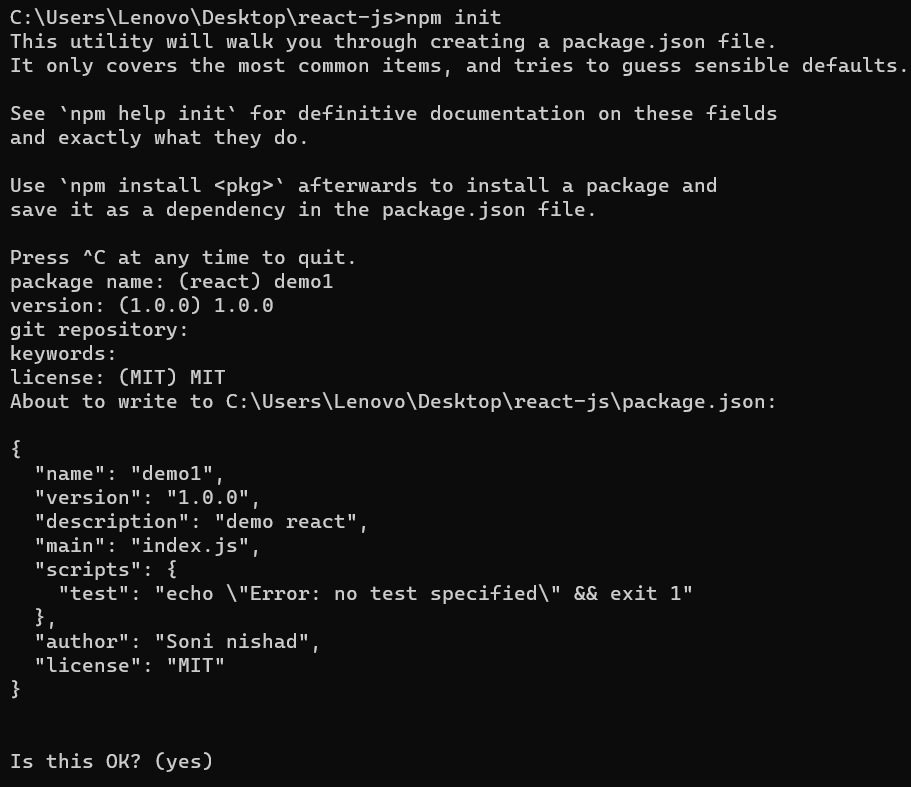 C:\Users\Lenovo\Desktop\react-js>npm init
This utility will walk you through creating a package.json file.
It only covers the most common items, and tries to guess sensible defaults.
See `npm help init` for definitive documentation on these fields
and exactly what they do.
Use `npm install <pkg>` afterwards to install a package and
save it as a dependency in the package.json file.
Press ^C at any time to quit.
package name: (react) demo1
version: (1.0.0) 1.0.0
git repository:
keywords:
license: (MIT) MIT
About to write to C:\Users\Lenovo\Desktop\react-js\package.json:
{
  "name": "demo1",
  "version": "1.0.0",
  "description": "demo react",
  "main": "index.js",
  "scripts": {
    "test": "echo \"Error: no test specified\" && exit 1"
  },
  "author": "Soni nishad",
  "license": "MIT"
}
Is this OK? (yes)